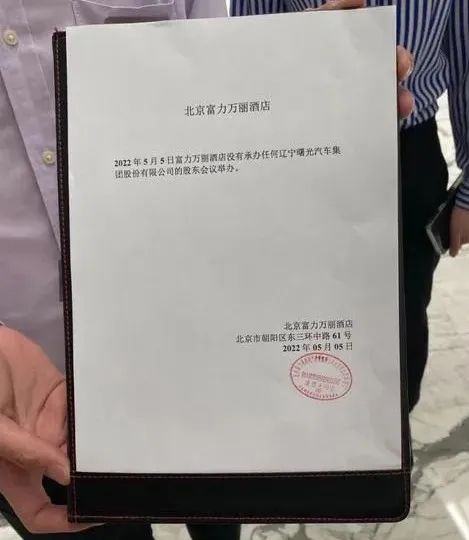 北京富力万丽酒店
2022 年 5 月 5 日富力万丽酒店没有承办任何辽宁曙光汽车集
团股份有限公司的股东会议举办。
北京富力万丽酒店
北京市朝阳区东三环中路 61 号
2022 年 05 月 05 日